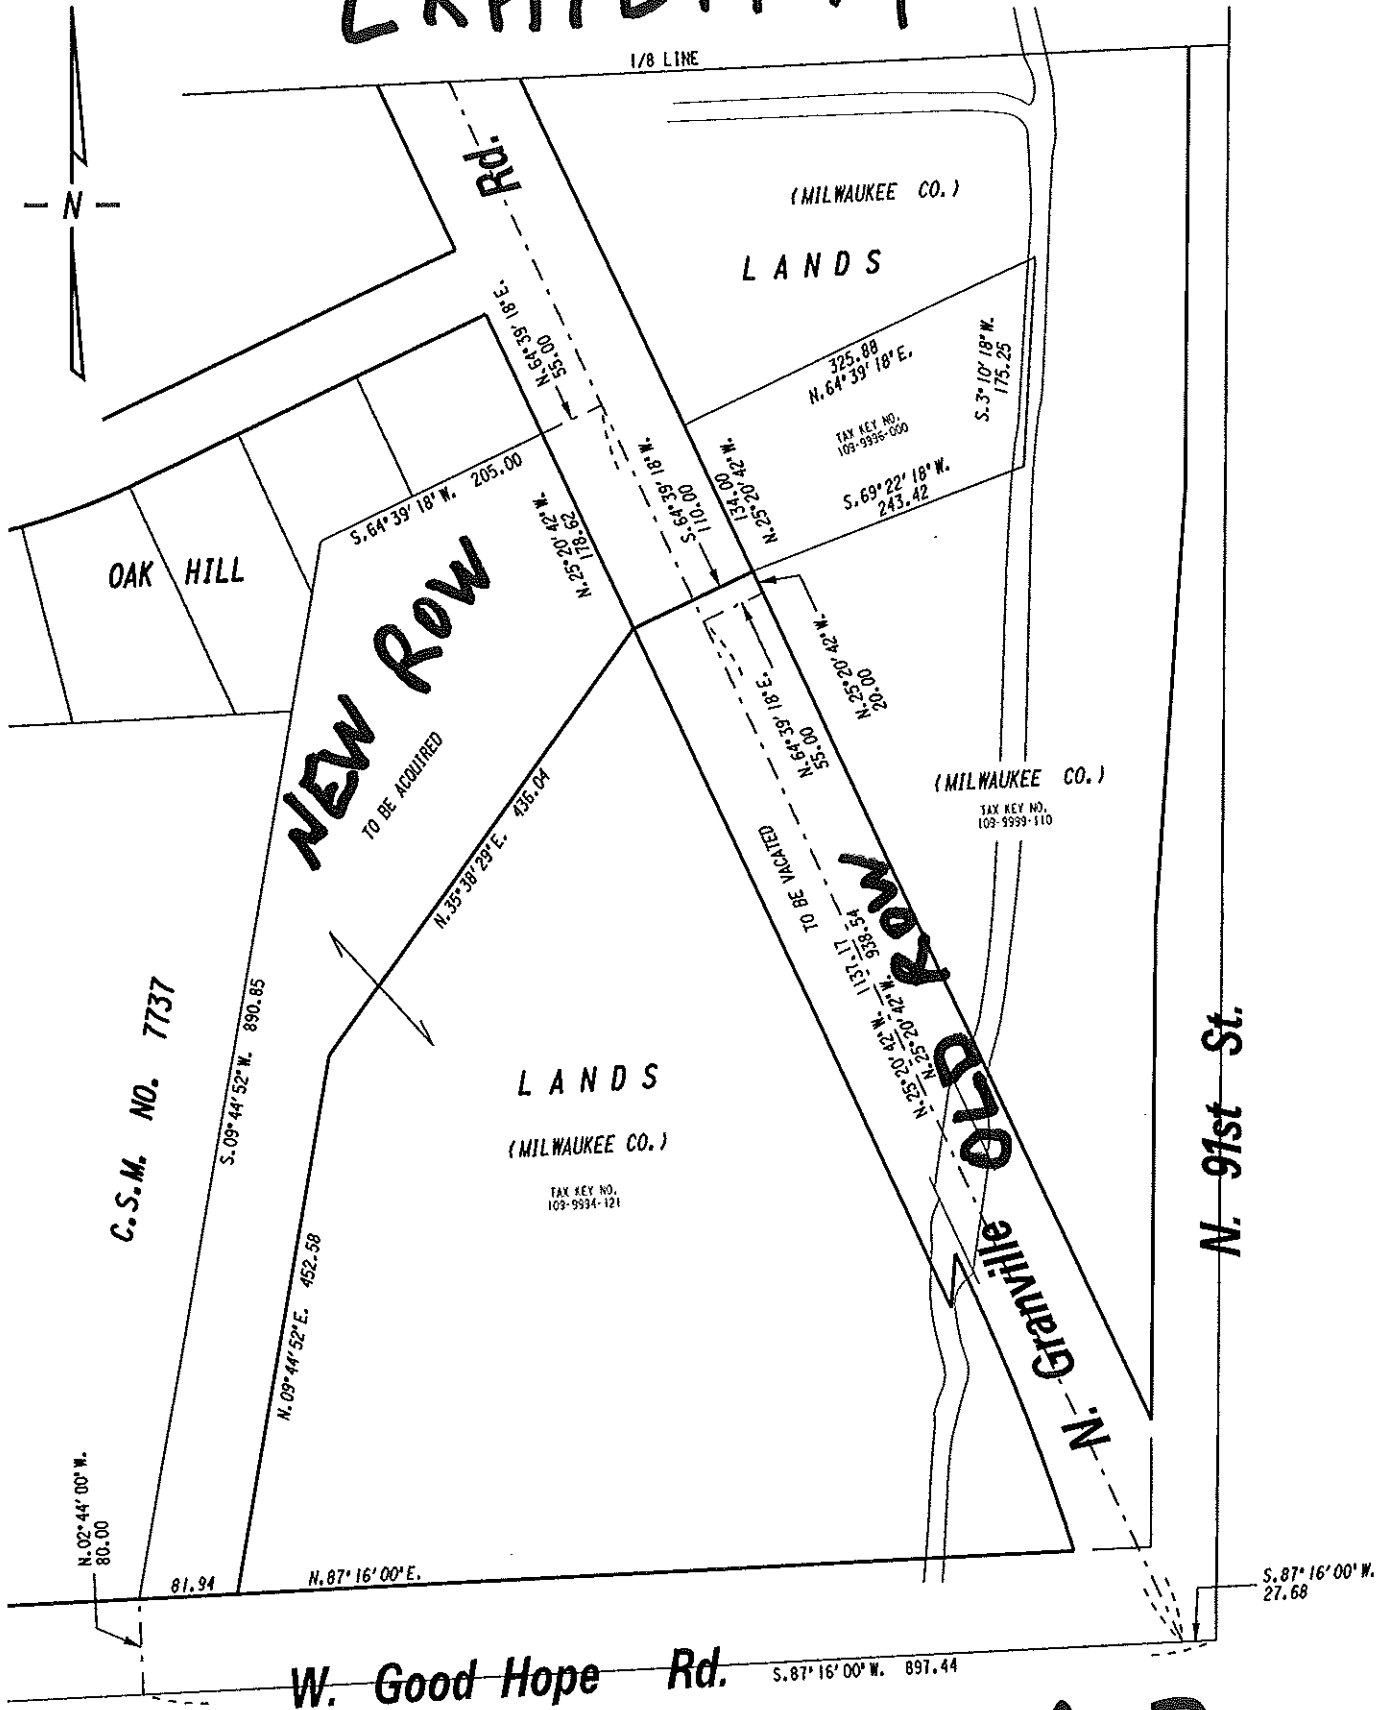 1/8 LINE
Rd.
- N -
(MILWAUKEE CO.)
LANDS
N.64°39'18"E.
55.00
325.88
N.64°39'18"E.
S.3°10'18"W.
175.25
TAX KEY NO.
109-9996-000
S.69°22'18"W.
243.42
S.64°39'18"W. 205.00
S.64°39'18"W.
110.00
N.25°20'42"W.
134.00
N.25°20'42"W.
178.62
OAK HILL
NEW ROW
TO BE ACQUIRED
N.25°20'42"W.
20.00
N.64°39'18"E.
55.00
(MILWAUKEE CO.)
TAX KEY NO.
109-9999-110
N.35°38'29"E. 436.04
TO BE VACATED
OLD ROW
N.25°20'42"W. 1137.17
N.25°20'42"W. 938.54
C.S.M. NO. 7737
S.09°44'52"W. 890.85
LANDS
(MILWAUKEE CO.)
TAX KEY NO.
109-9994-121
N. 91st St.
N. Granville
N.09°44'52"E. 452.58
N.02°44'00"W.
80.00
81.94
N.87°16'00"E.
S.87°16'00"W.
27.68
W. Good Hope Rd.
S.87°16'00"W. 897.44